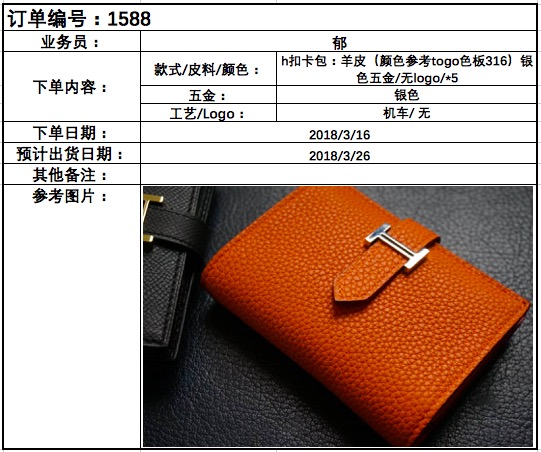 订单编号：1588
业务员：
郁
下单内容：
款式/皮料/颜色：
h扣卡包：羊皮（颜色参考togo色板316）银
色五金/无logo/*5
五金：
银色
工艺/Logo：
机车/ 无
下单日期：
2018/3/16
预计出货日期：
2018/3/26
其他备注：
参考图片：